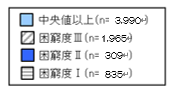 中央値以上(n= 3,990)
困窮度Ⅲ(n= 1,965)
困窮度Ⅱ(n= 309)
困窮度Ⅰ(n= 835)